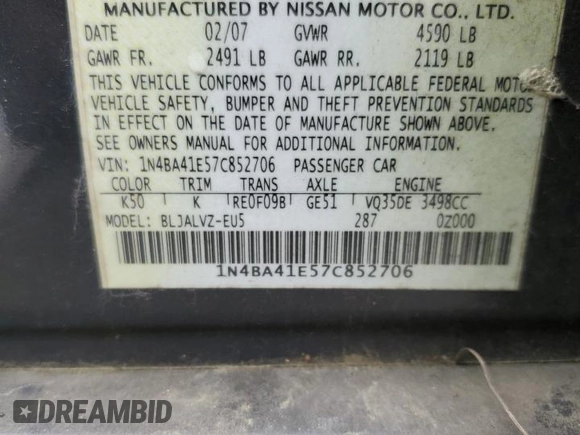 MANUFACTURED BY NISSAN MOTOR CO., LTD.
DATE 02/07 GVWR 4590 LB
GAWR FR. 2491 LB GAWR RR. 2119 LB
THIS VEHICLE CONFORMS TO ALL APPLICABLE FEDERAL MOTO
VEHICLE SAFETY, BUMPER AND THEFT PREVENTION STANDARDS
IN EFFECT ON THE DATE OF MANUFACTURE SHOWN ABOVE.
SEE OWNERS MANUAL FOR ADDITIONAL INFORMATION.
VIN: 1N4BA41E57C852706 PASSENGER CAR
COLOR TRIM TRANS AXLE ENGINE
K50 K RE0F09B GE51 VQ35DE 3498CC
MODEL: BLJALVZ-EU5 287 0Z000
1N4BA41E57C852706
DREAMBID